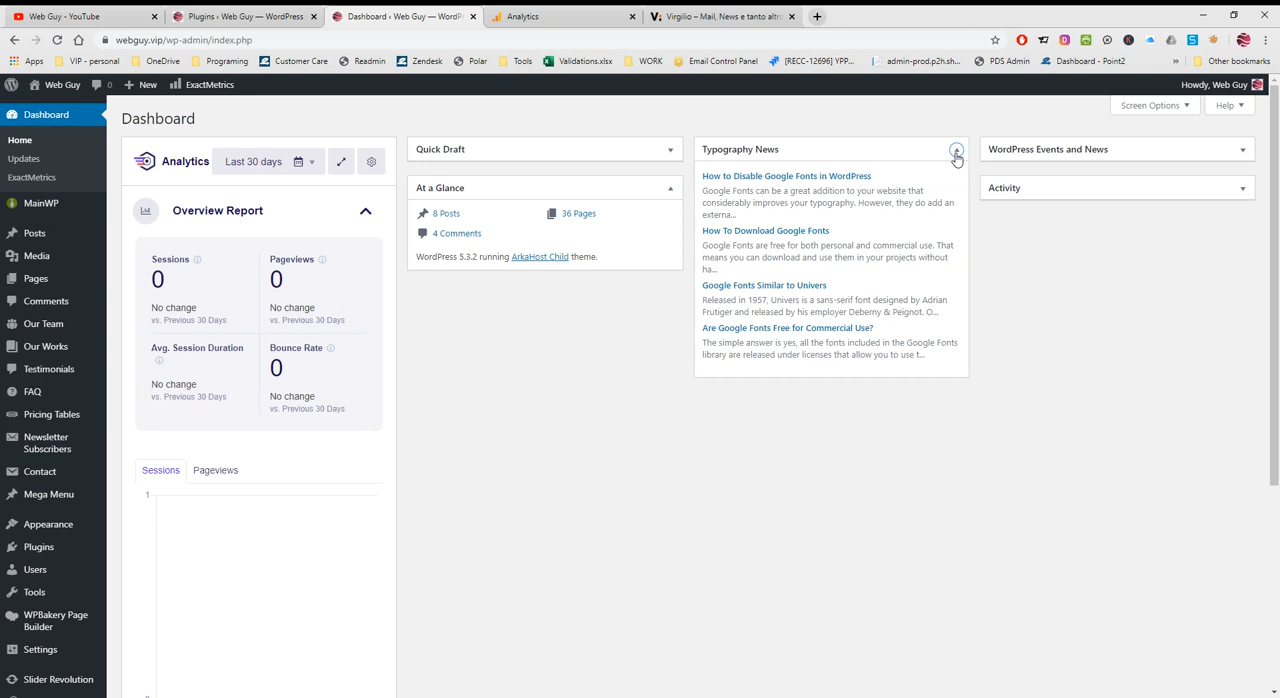 Web Guy - YouTube
Plugins ‹ Web Guy — WordPress
Dashboard ‹ Web Guy — WordPr
Analytics
Virgilio – Mail, News e tanto altro
webguy.vip/wp-admin/index.php
Apps
VIP - personal
OneDrive
Programing
Customer Care
Readmin
Zendesk
Polar
Tools
Validations.xlsx
WORK
Email Control Panel
[RECC-12696] YPP...
admin-prod.p2h.sh...
PDS Admin
Dashboard - Point2
»
Other bookmarks
Web Guy
0
New
ExactMetrics
Howdy, Web Guy
Dashboard
Home
Updates
ExactMetrics
MainWP
Posts
Media
Pages
Comments
Our Team
Our Works
Testimonials
FAQ
Pricing Tables
Newsletter
Subscribers
Contact
Mega Menu
Appearance
Plugins
Users
Tools
WPBakery Page
Builder
Settings
Slider Revolution
Screen Options
Help
Dashboard
Analytics
Last 30 days
Overview Report
Sessions
0
No change
vs. Previous 30 Days
Pageviews
0
No change
vs. Previous 30 Days
Avg. Session Duration
No change
vs. Previous 30 Days
Bounce Rate
0
No change
vs. Previous 30 Days
Sessions
Pageviews
1
Quick Draft
At a Glance
8 Posts
36 Pages
4 Comments
WordPress 5.3.2 running ArkaHost Child theme.
Typography News
How to Disable Google Fonts in WordPress
Google Fonts can be a great addition to your website that
considerably improves your typography. However, they do add an
externa...
How To Download Google Fonts
Google Fonts are free for both personal and commercial use. That
means you can download and use them in your projects without
ha...
Google Fonts Similar to Univers
Released in 1957, Univers is a sans-serif font designed by Adrian
Frutiger and released by his employer Deberny & Peignot. O...
Are Google Fonts Free for Commercial Use?
The simple answer is yes, all the fonts included in the Google Fonts
library are released under licenses that allow you to use t...
WordPress Events and News
Activity